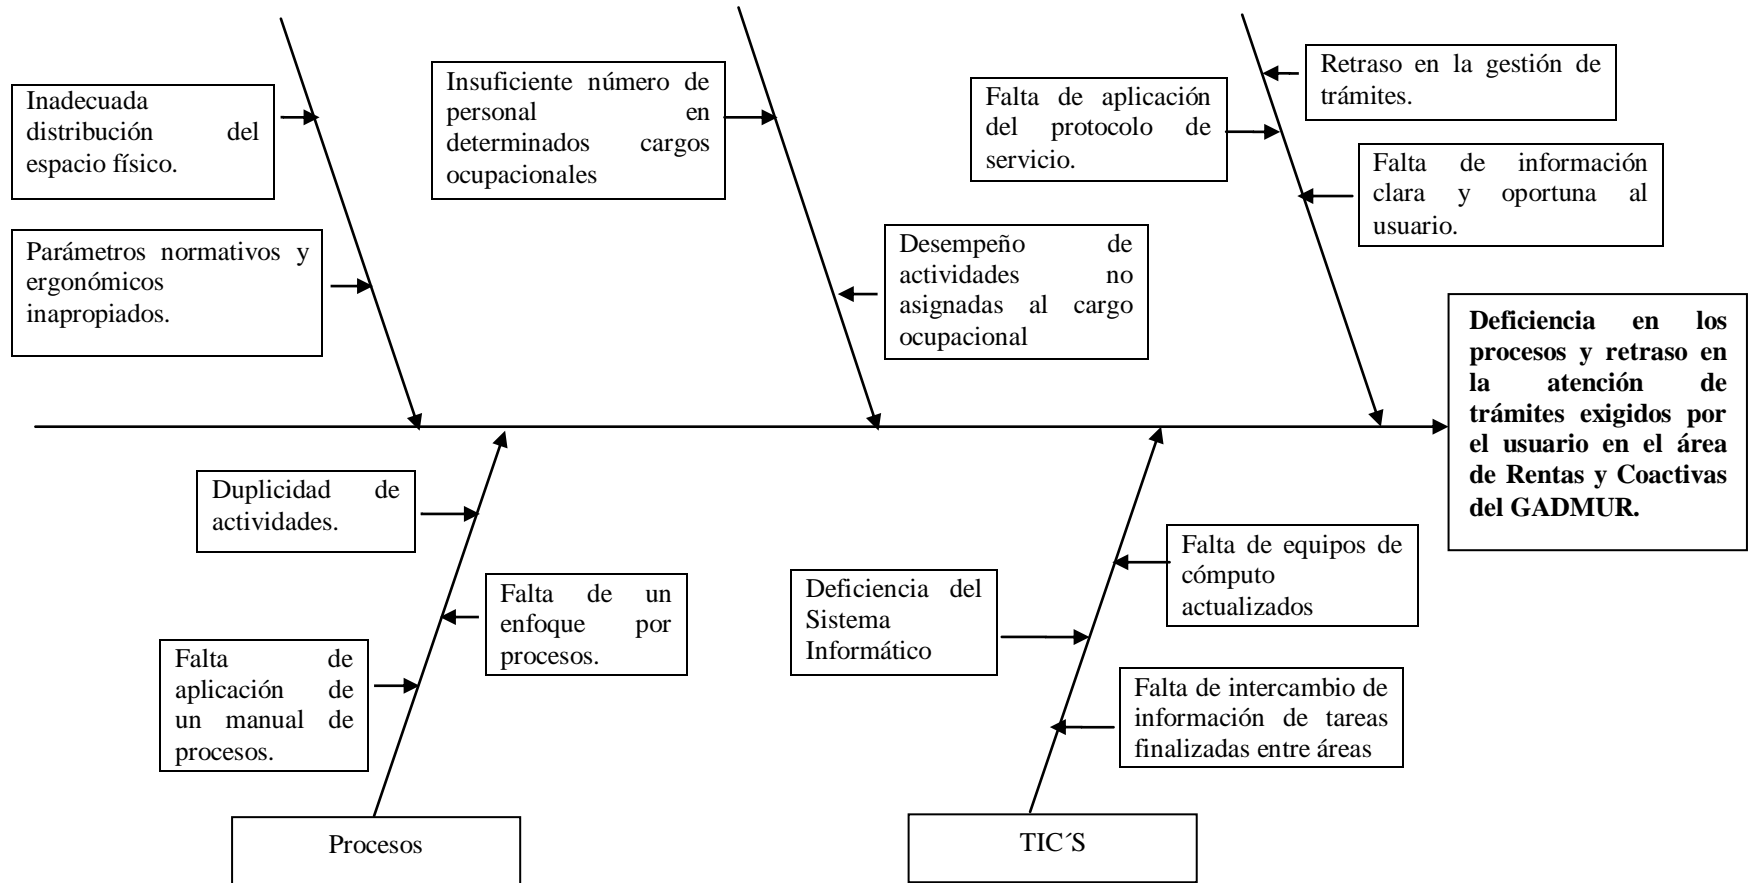 Inadecuada
distribución del
espacio físico.
Parámetros normativos y
ergonómicos
inapropiados.
Insuficiente número de
personal en
determinados cargos
ocupacionales
Desempeño de
actividades no
asignadas al cargo
ocupacional
Falta de aplicación
del protocolo de
servicio.
Retraso en la gestión de
trámites.
Falta de información
clara y oportuna al
usuario.
Deficiencia en los
procesos y retraso en
la atención de
trámites exigidos por
el usuario en el área
de Rentas y Coactivas
del GADMUR.
Duplicidad de
actividades.
Falta de un
enfoque por
procesos.
Falta de
aplicación de
un manual de
procesos.
Procesos
Deficiencia del
Sistema
Informático
Falta de equipos de
cómputo
actualizados
Falta de intercambio de
información de tareas
finalizadas entre áreas
TIC´S